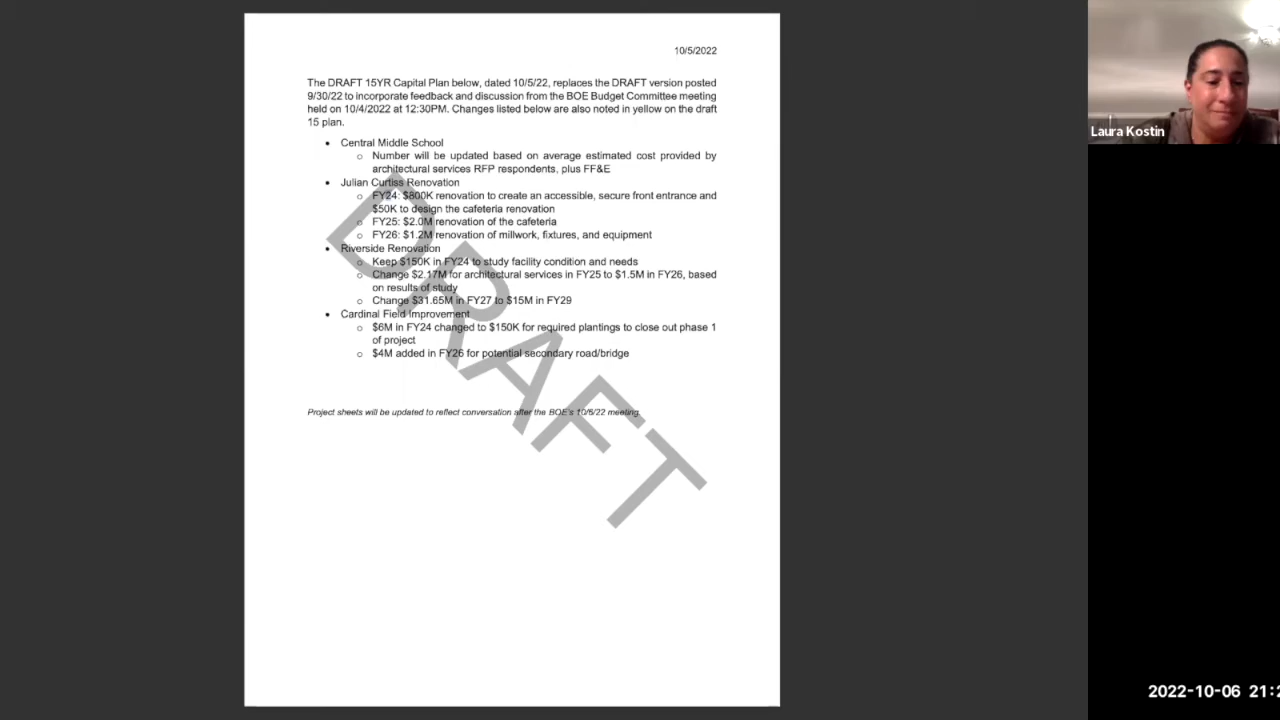 10/5/2022
The DRAFT 15YR Capital Plan below, dated 10/5/22, replaces the DRAFT version posted
9/30/22 to incorporate feedback and discussion from the BOE Budget Committee meeting
held on 10/4/2022 at 12:30PM. Changes listed below are also noted in yellow on the draft
15 plan.
• Central Middle School
o Number will be updated based on average estimated cost provided by
architectural services RFP respondents, plus FF&E
• Julian Curtiss Renovation
o FY24: $800K renovation to create an accessible, secure front entrance and
$50K to design the cafeteria renovation
o FY25: $2.0M renovation of the cafeteria
o FY26: $1.2M renovation of millwork, fixtures, and equipment
• Riverside Renovation
o Keep $150K in FY24 to study facility condition and needs
o Change $2.17M for architectural services in FY25 to $1.5M in FY26, based
on results of study
o Change $31.65M in FY27 to $15M in FY29
• Cardinal Field Improvement
o $6M in FY24 changed to $150K for required plantings to close out phase 1
of project
o $4M added in FY26 for potential secondary road/bridge
Project sheets will be updated to reflect conversation after the BOE's 10/6/22 meeting.
DRAFT
Laura Kostin
2022-10-06 21:2